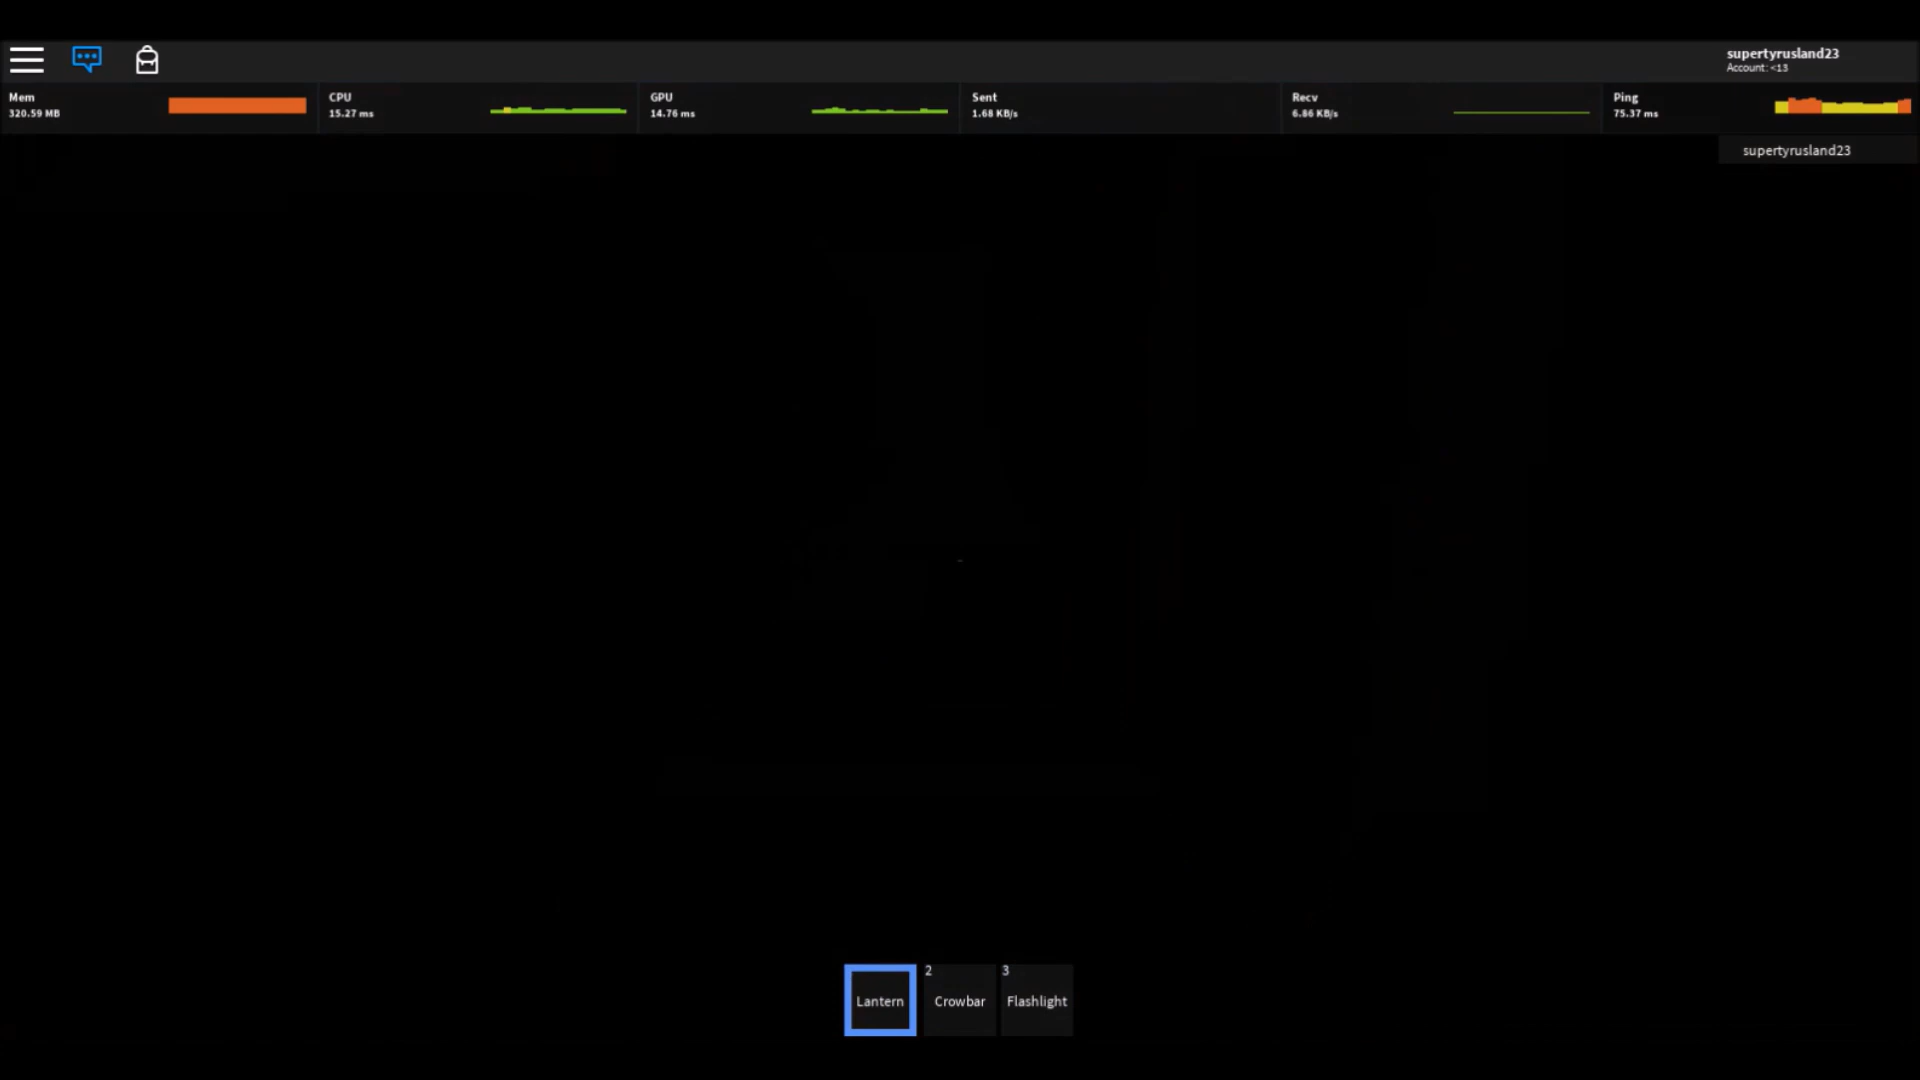 supertyrusland23
Account: <13
Mem
320.59 MB
CPU
15.27 ms
GPU
14.76 ms
Sent
1.68 KB/s
Recv
6.86 KB/s
Ping
75.37 ms
supertyrusland23
Lantern
2
Crowbar
3
Flashlight